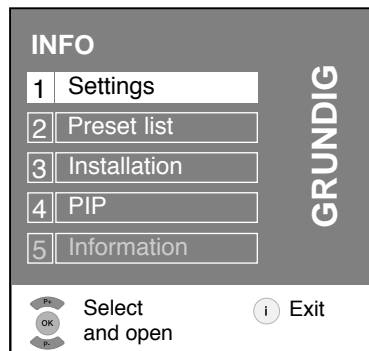 INFO
1 Settings
2 Preset list
3 Installation
4 PIP
5 Information
GRUNDIG
P+
OK
P-
Select
and open
i Exit